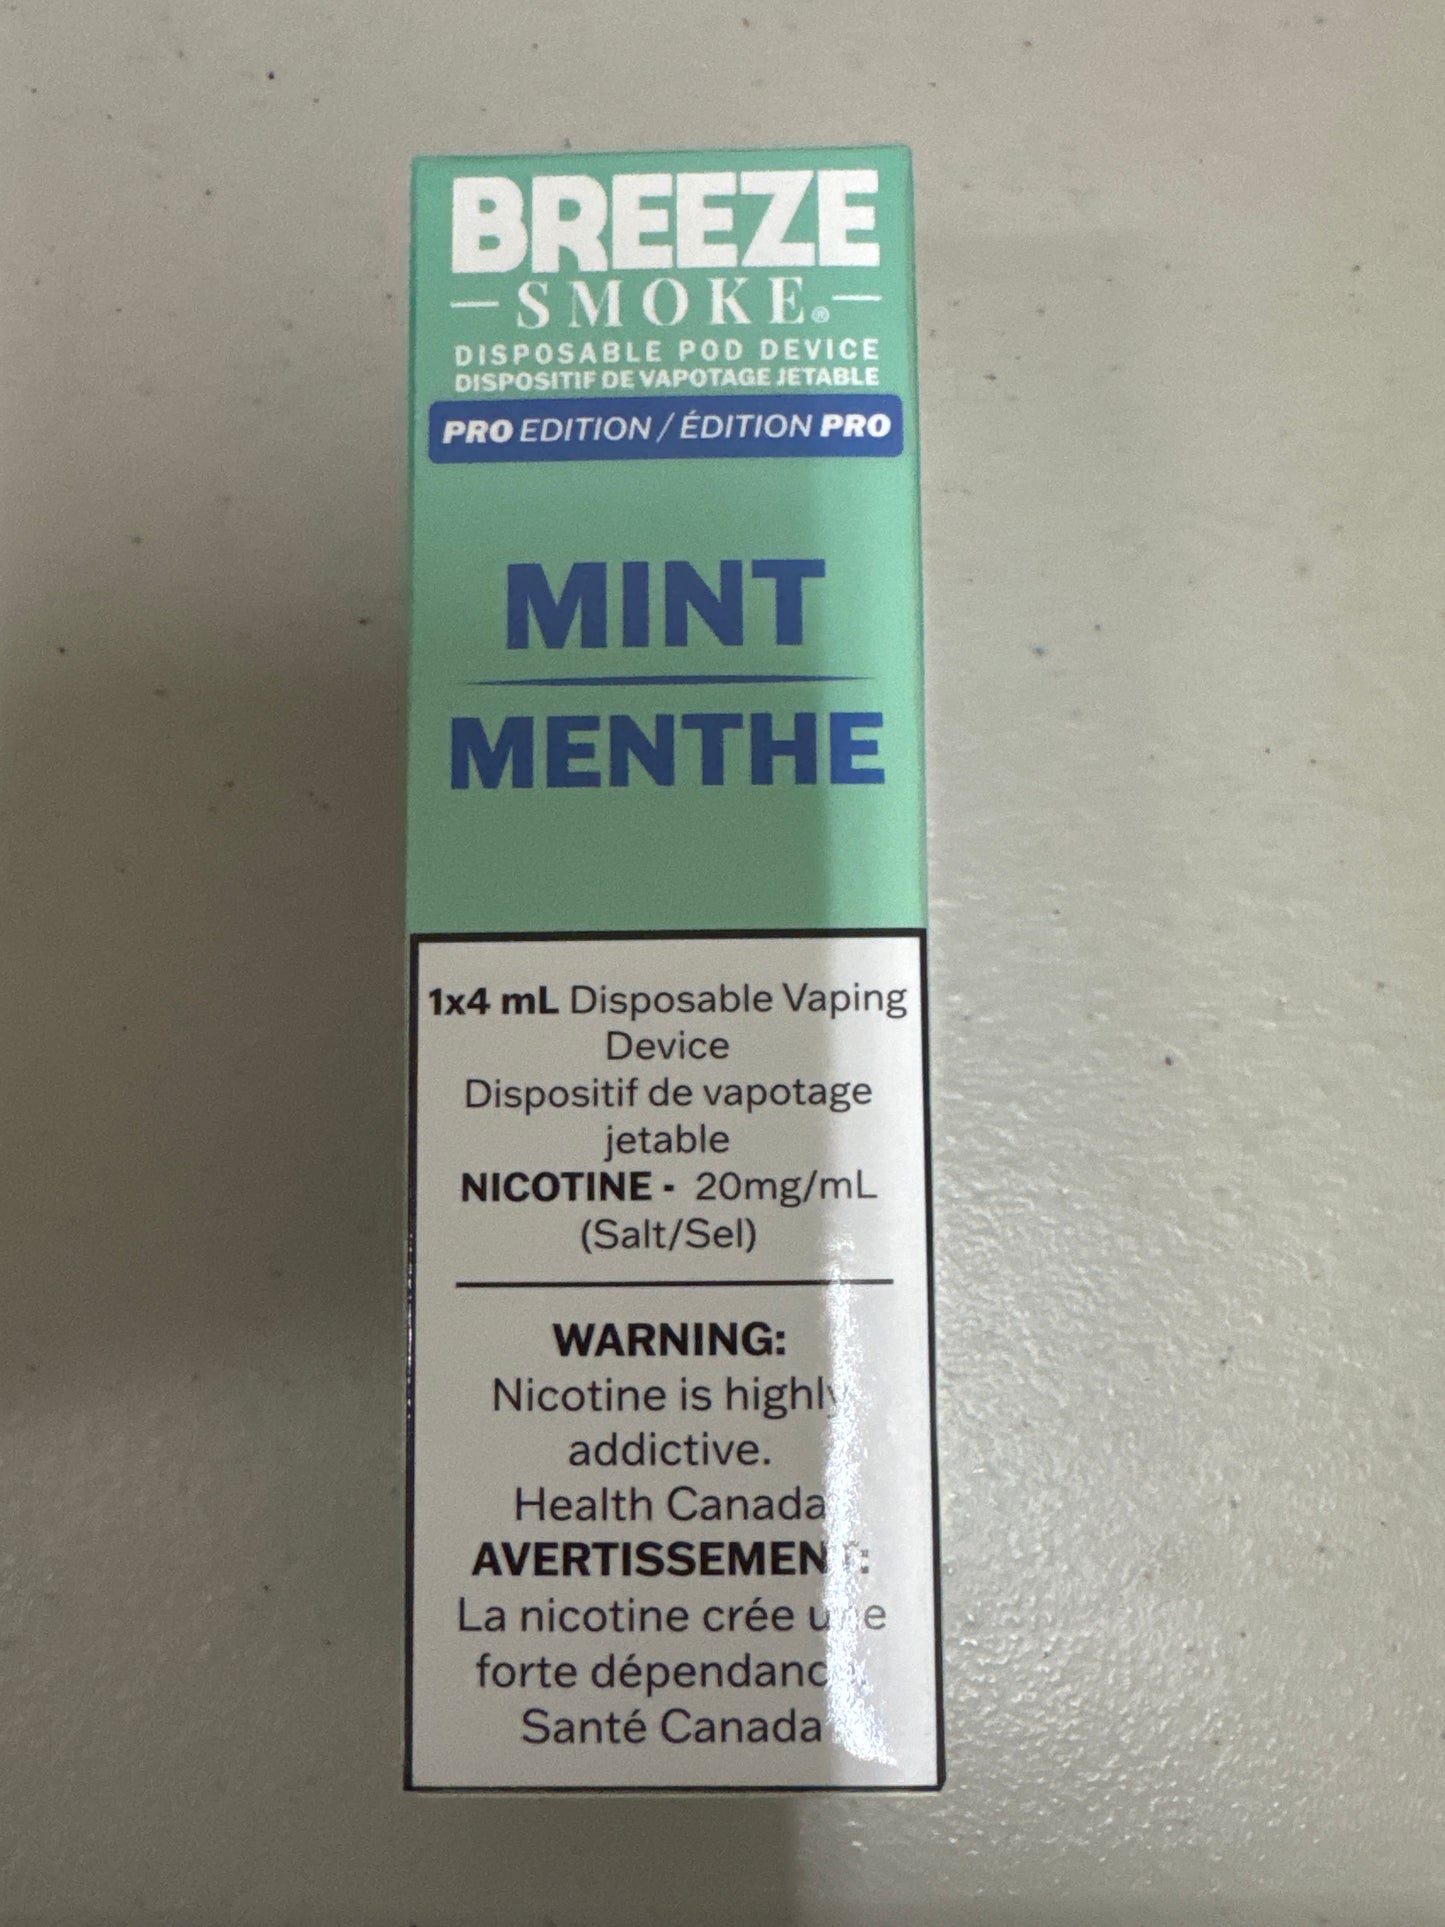 BREEZE
SMOKE®
DISPOSABLE POD DEVICE
DISPOSITIF DE VAPOTAGE JETABLE
PRO EDITION / ÉDITION PRO
MINT
MENTHE
1x4 mL Disposable Vaping
Device
Dispositif de vapotage
jetable
NICOTINE - 20mg/mL
(Salt/Sel)
WARNING:
Nicotine is highly
addictive.
Health Canada
AVERTISSEMENT:
La nicotine crée une
forte dépendance.
Santé Canada